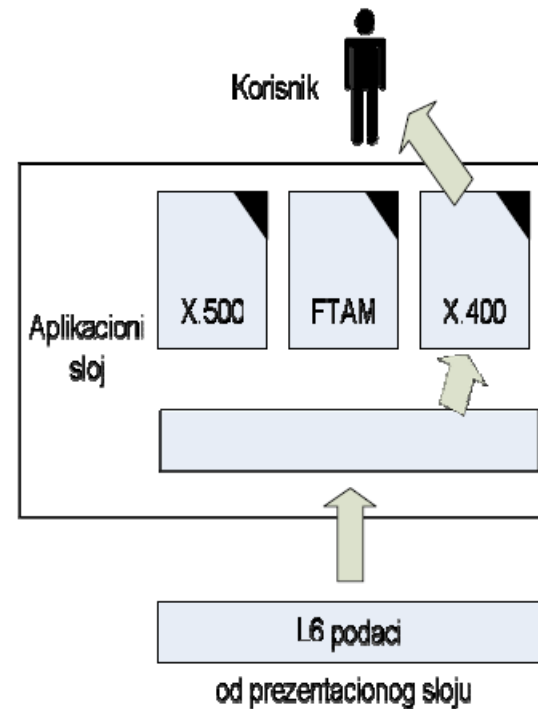 Korisnik
X.500
FTAM
X.400
Aplikacioni
sloj
L6 podaci
od prezentacionog sloju